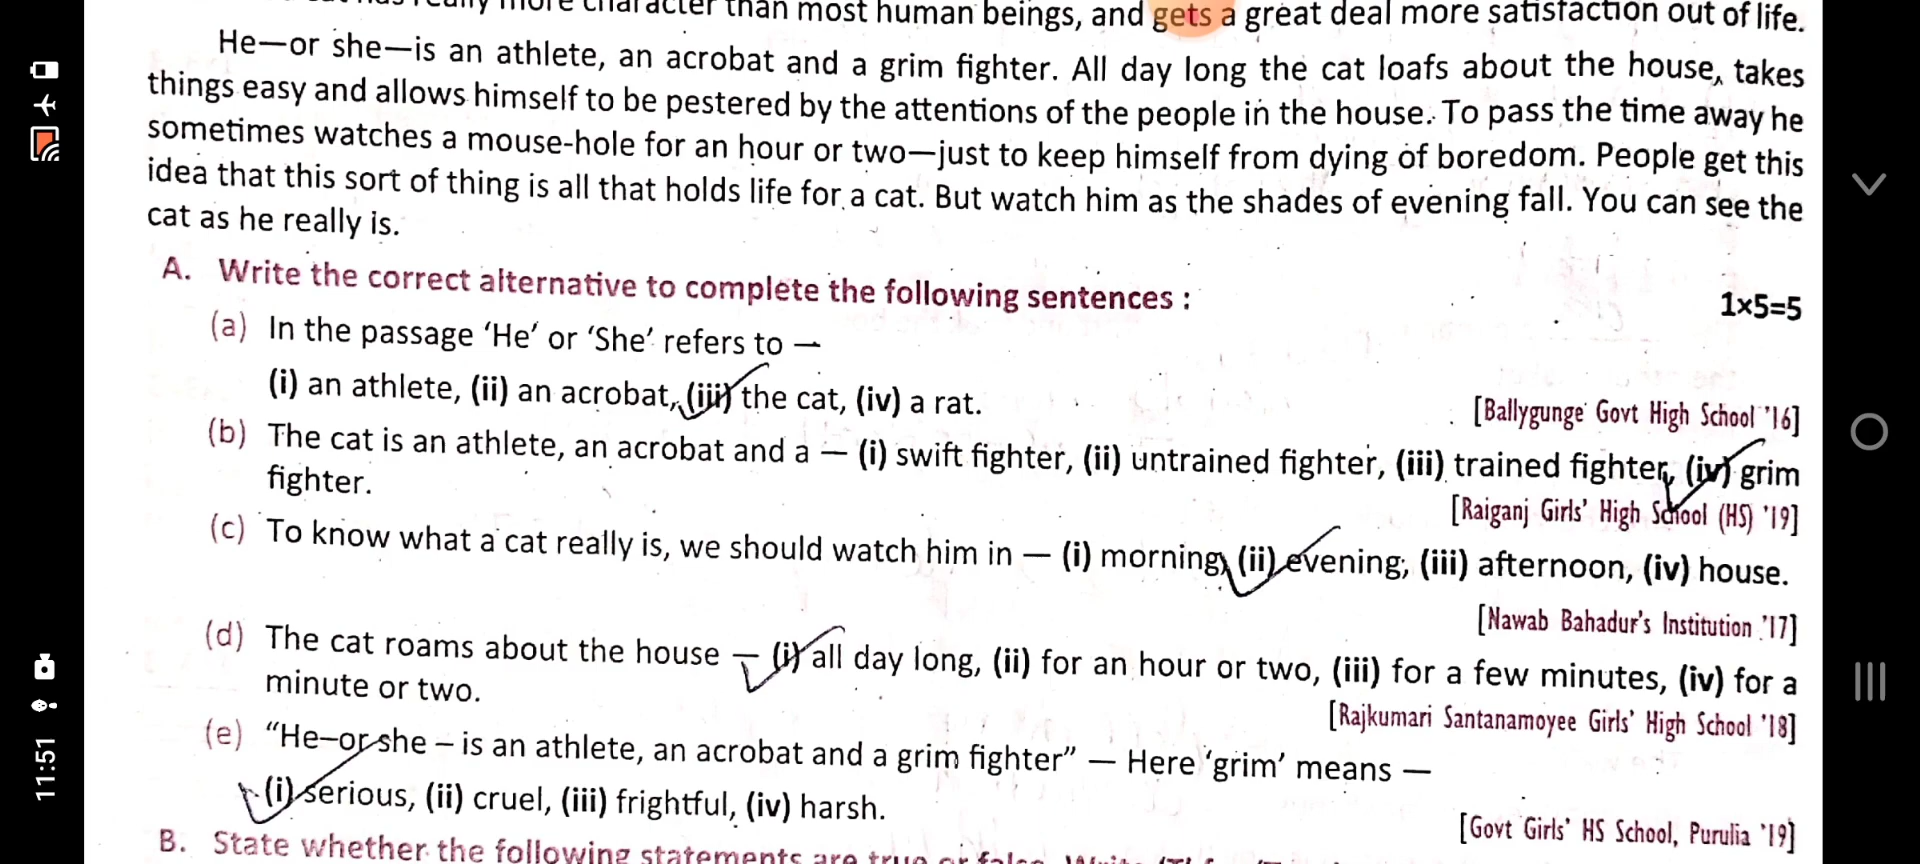 more character than most human beings, and gets a great deal more satisfaction out of life.
He—or she—is an athlete, an acrobat and a grim fighter. All day long the cat loafs about the house, takes
things easy and allows himself to be pestered by the attentions of the people in the house. To pass the time away he
sometimes watches a mouse-hole for an hour or two—just to keep himself from dying of boredom. People get this
idea that this sort of thing is all that holds life for a cat. But watch him as the shades of evening fall. You can see the
cat as he really is.
A. Write the correct alternative to complete the following sentences :
1×5=5
(a) In the passage ‘He’ or ‘She’ refers to —
(i) an athlete, (ii) an acrobat, (iii) the cat, (iv) a rat.
[Ballygunge Govt High School '16]
(b) The cat is an athlete, an acrobat and a — (i) swift fighter, (ii) untrained fighter, (iii) trained fighter, (iv) grim
fighter.
[Raiganj Girls' High School (HS) '19]
(c) To know what a cat really is, we should watch him in — (i) morning, (ii) evening, (iii) afternoon, (iv) house.
[Nawab Bahadur's Institution '17]
(d) The cat roams about the house — (i) all day long, (ii) for an hour or two, (iii) for a few minutes, (iv) for a
minute or two.
[Rajkumari Santanamoyee Girls' High School '18]
(e) “He—or she – is an athlete, an acrobat and a grim fighter” — Here ‘grim’ means —
(i) serious, (ii) cruel, (iii) frightful, (iv) harsh.
[Govt Girls' HS School, Purulia '19]
B. State whether the following statements are true or false. Write
11:51